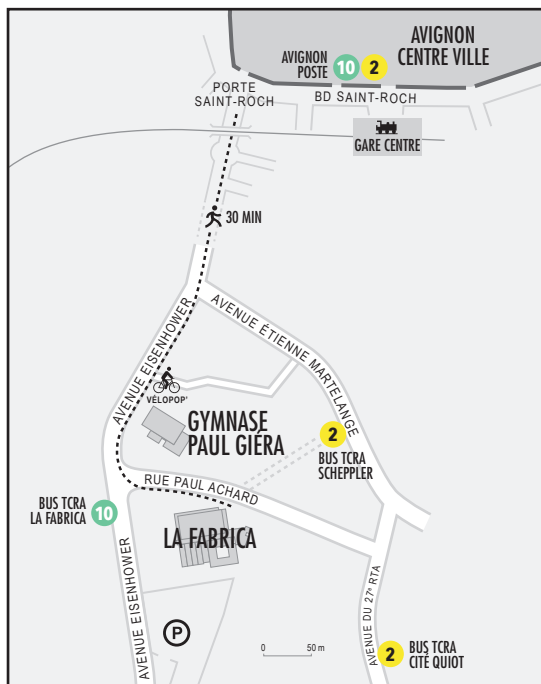 AVIGNON
CENTRE VILLE
AVIGNON
POSTE
10
2
PORTE
SAINT-ROCH
BD SAINT-ROCH
GARE CENTRE
30 MIN
AVENUE EISENHOWER
AVENUE ÉTIENNE MARTELANGE
VÉLOPOP'
GYMNASE
PAUL GIÉRA
2
BUS TCRA
SCHEPPLER
RUE PAUL ACHARD
BUS TCRA
LA FABRICA
10
LA FABRICA
AVENUE EISENHOWER
AVENUE DU 27E RTA
P
0 50 m
2
BUS TCRA
CITÉ QUIOT